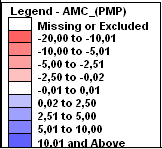 Legend - AMC_(PMP)
Missing or Excluded
-20,00 to -10,01
-10,00 to -5,01
-5,00 to -2,51
-2,50 to -0,02
-0,01 to 0,01
0,02 to 2,50
2,51 to 5,00
5,01 to 10,00
10,01 and Above